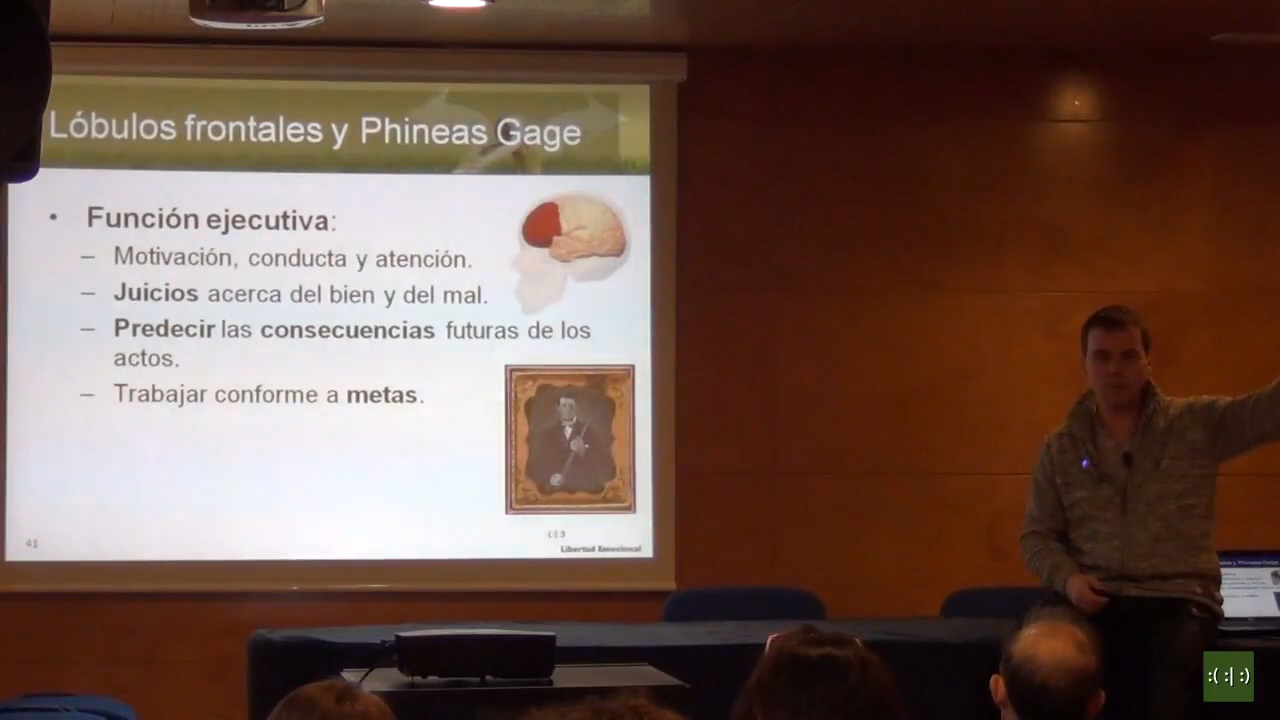 Lóbulos frontales y Phineas Gage
• Función ejecutiva:
– Motivación, conducta y atención.
– Juicios acerca del bien y del mal.
– Predecir las consecuencias futuras de los
actos.
– Trabajar conforme a metas.
41
Libertad Emocional
:( :| :)